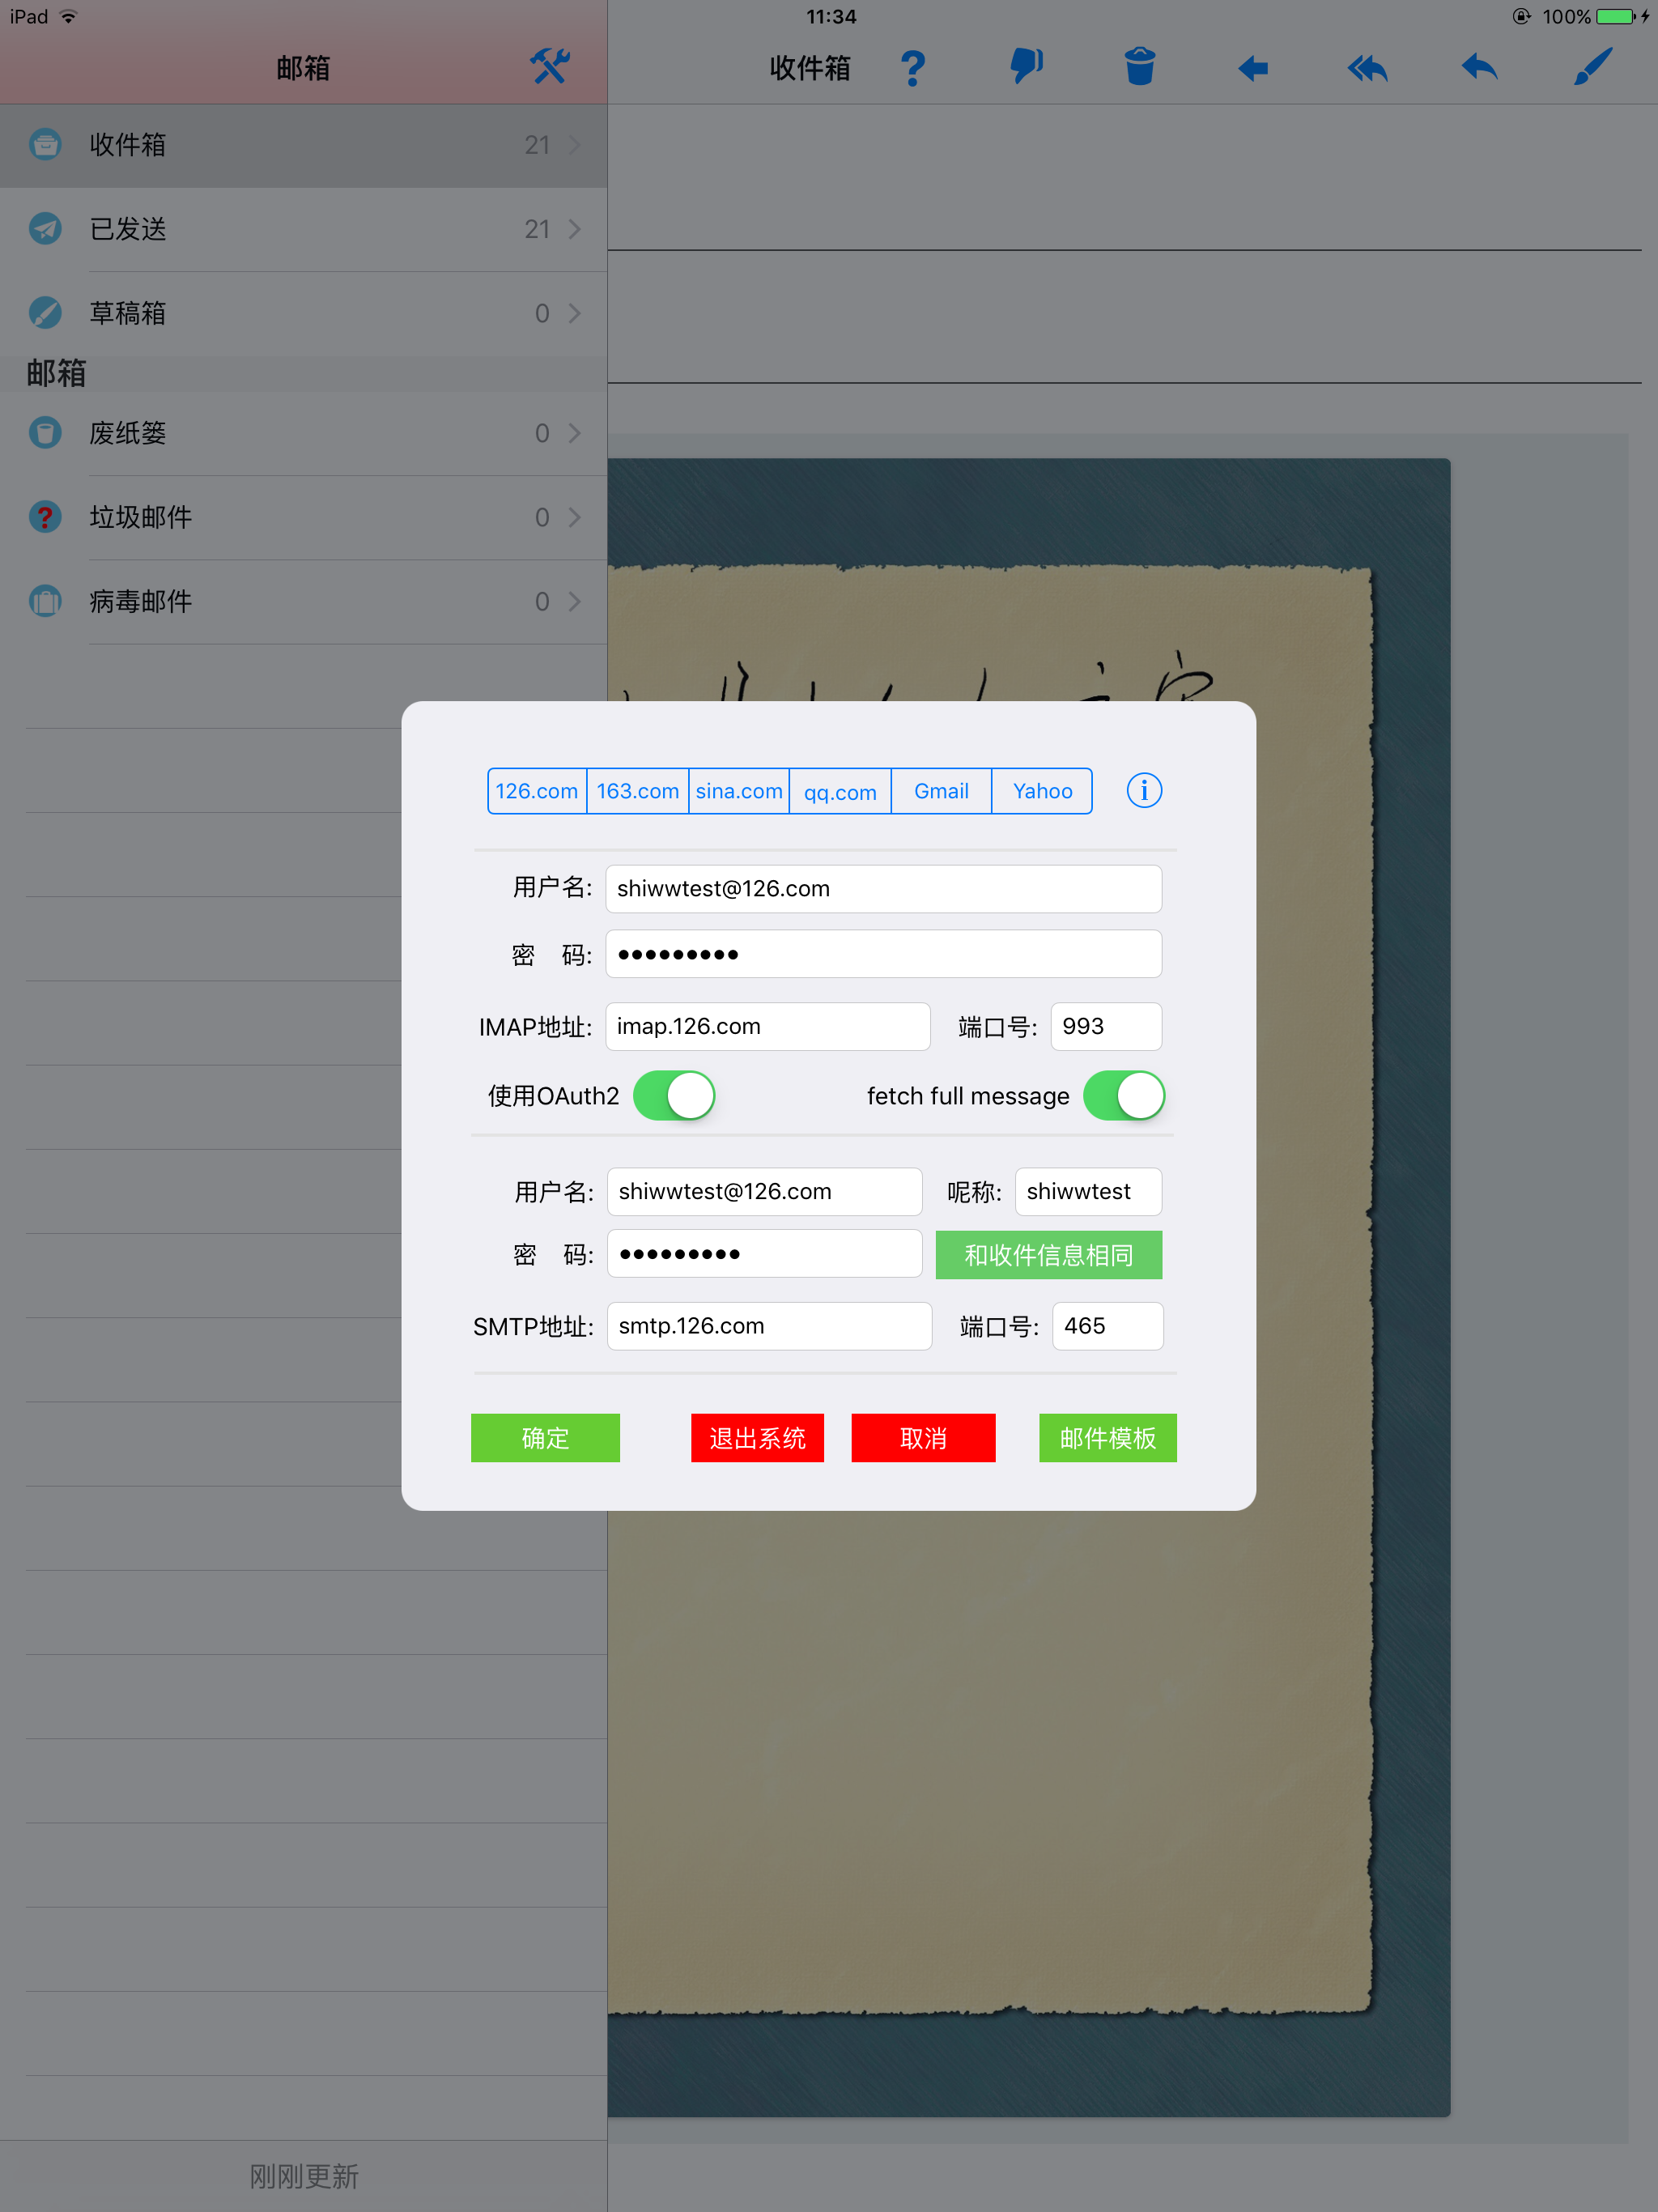 iPad 11:34 100%
邮箱 收件箱
收件箱 21
已发送 21
草稿箱 0
邮箱
废纸篓 0
垃圾邮件 0
病毒邮件 0
126.com 163.com sina.com qq.com Gmail Yahoo
用户名: shiwwtest@126.com
密 码: •••••••••
IMAP地址: imap.126.com 端口号: 993
使用OAuth2 fetch full message
用户名: shiwwtest@126.com 昵称: shiwwtest
密 码: ••••••••• 和收件信息相同
SMTP地址: smtp.126.com 端口号: 465
确定 退出系统 取消 邮件模板
刚刚更新